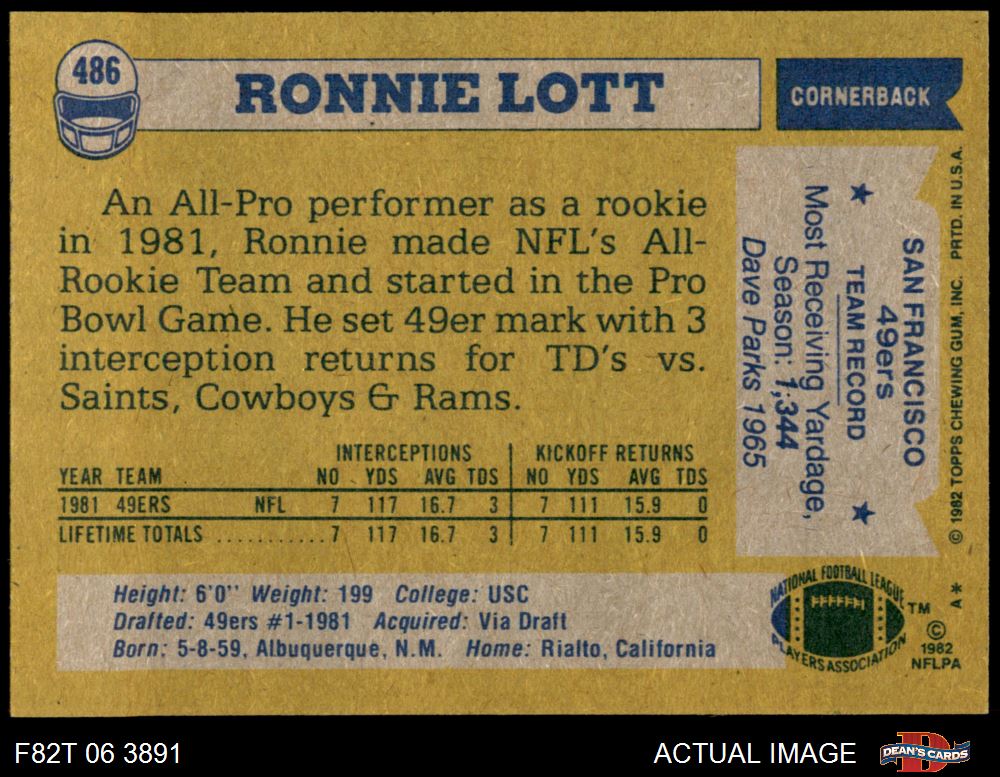 486
RONNIE LOTT
CORNERBACK
An All-Pro performer as a rookie
in 1981, Ronnie made NFL's All-
Rookie Team and started in the Pro
Bowl Game. He set 49er mark with 3
interception returns for TD's vs.
Saints, Cowboys & Rams.
INTERCEPTIONS KICKOFF RETURNS
YEAR TEAM NO YDS AVG TDS NO YDS AVG TDS
1981 49ERS NFL 7 117 16.7 3 7 111 15.9 0
LIFETIME TOTALS ........... 7 117 16.7 3 7 111 15.9 0
Height: 6'0" Weight: 199 College: USC
Drafted: 49ers #1-1981 Acquired: Via Draft
Born: 5-8-59, Albuquerque, N.M. Home: Rialto, California
SAN FRANCISCO
49ers
★ TEAM RECORD ★
Most Receiving Yardage,
Season: 1,344
Dave Parks 1965
© 1982 TOPPS CHEWING GUM, INC. PRTD. IN U.S.A.
A*
NATIONAL FOOTBALL LEAGUE
PLAYERS ASSOCIATION
TM
©
1982
NFLPA
F82T 06 3891
ACTUAL IMAGE
D
DEAN'S CARDS